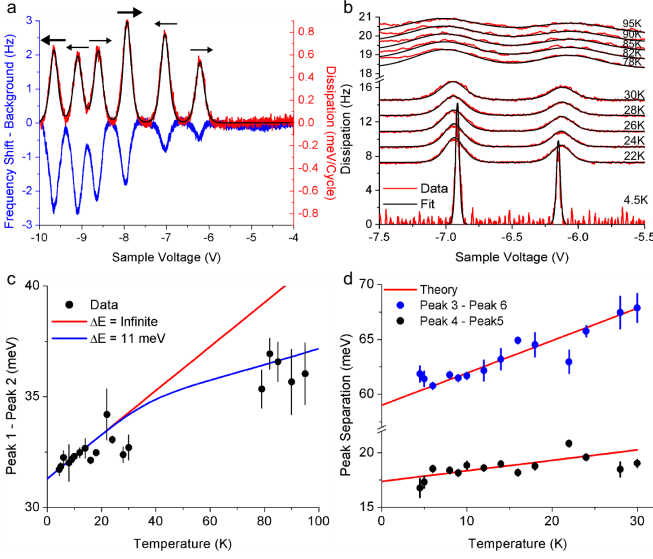 a
Frequency Shift - Background (Hz)
3
2
1
0
-1
-2
-3
-10 -9 -8 -7 -6 -5 -4
Sample Voltage (V)
0.8
0.6
0.4
0.2
0.0
-0.2
-0.4
-0.6
-0.8
Dissipation (meV/Cycle)
b
Dissipation (Hz)
21
20
19
18
16
12
8
4
0
95K
90K
85K
82K
78K
30K
28K
26K
24K
22K
4.5K
Data
Fit
-7.5 -7.0 -6.5 -6.0 -5.5
Sample Voltage (V)
c
Peak 1 - Peak 2 (meV)
40
35
30
Data
ΔE = Infinite
ΔE = 11 meV
0 20 40 60 80 100
Temperature (K)
d
Peak Separation (meV)
70
65
60
20
15
Theory
Peak 3 - Peak 6
Peak 4 - Peak5
0 10 20 30
Temperature (K)